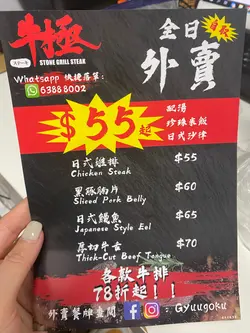 牛極
ステーキ
STONE GRILL STEAK
Whatsapp 快捷落單:
6388 8002
全日
外賣
$55起
配湯
珍珠米飯
日式沙律
日式雞排 $55
Chicken Steak
黑豚腩片 $60
Sliced Pork Belly
日式鰻魚 $65
Japanese Style Eel
厚切牛舌 $70
Thick-Cut Beef Tongue
各款牛排
78折起!!
外賣餐牌查閱 : Gyuugoku